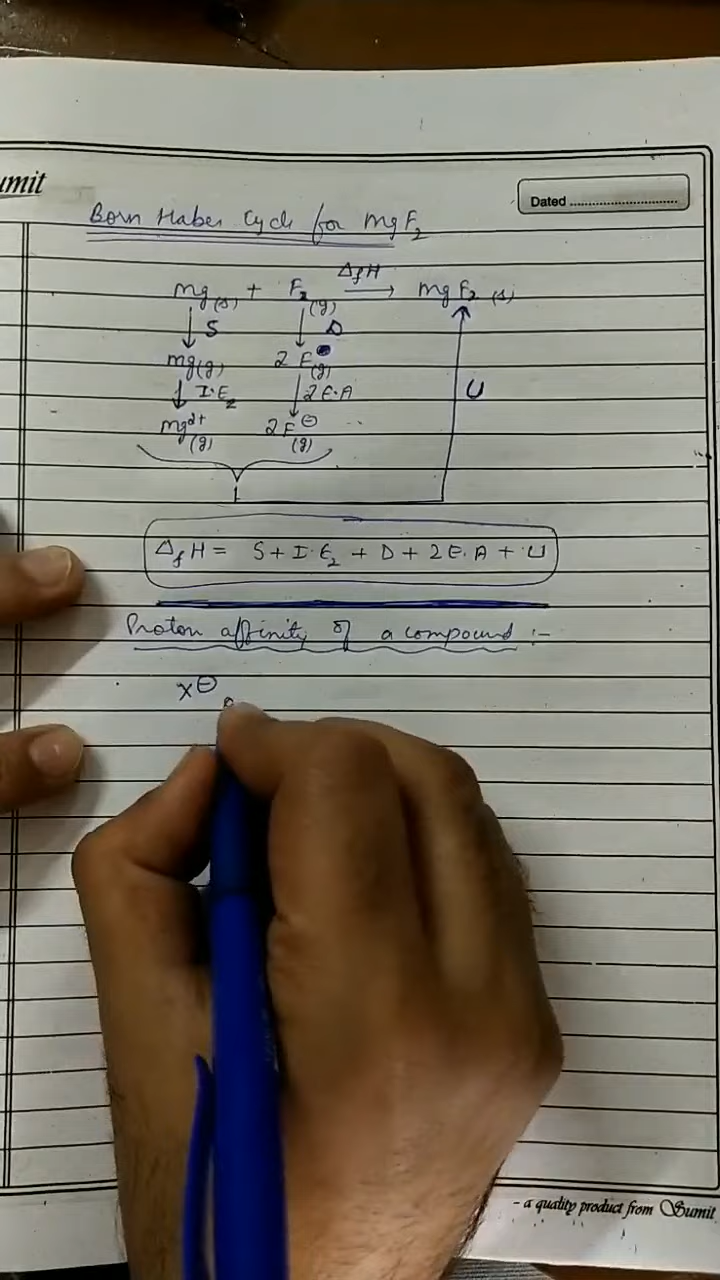 umit
Dated
Born Haber Cycle for MgF₂
Mg(s) + F₂(g) ΔfH → MgF₂(s)
↓ S ↓ D
Mg(g) 2F(g)
↓ I.E₂ ↓ 2E.A U
Mg²⁺(g) 2F⊖(g)
ΔfH = S + I.E₂ + D + 2E.A + U
Proton affinity of a compound :-
X⊖
- a quality product from Sumit